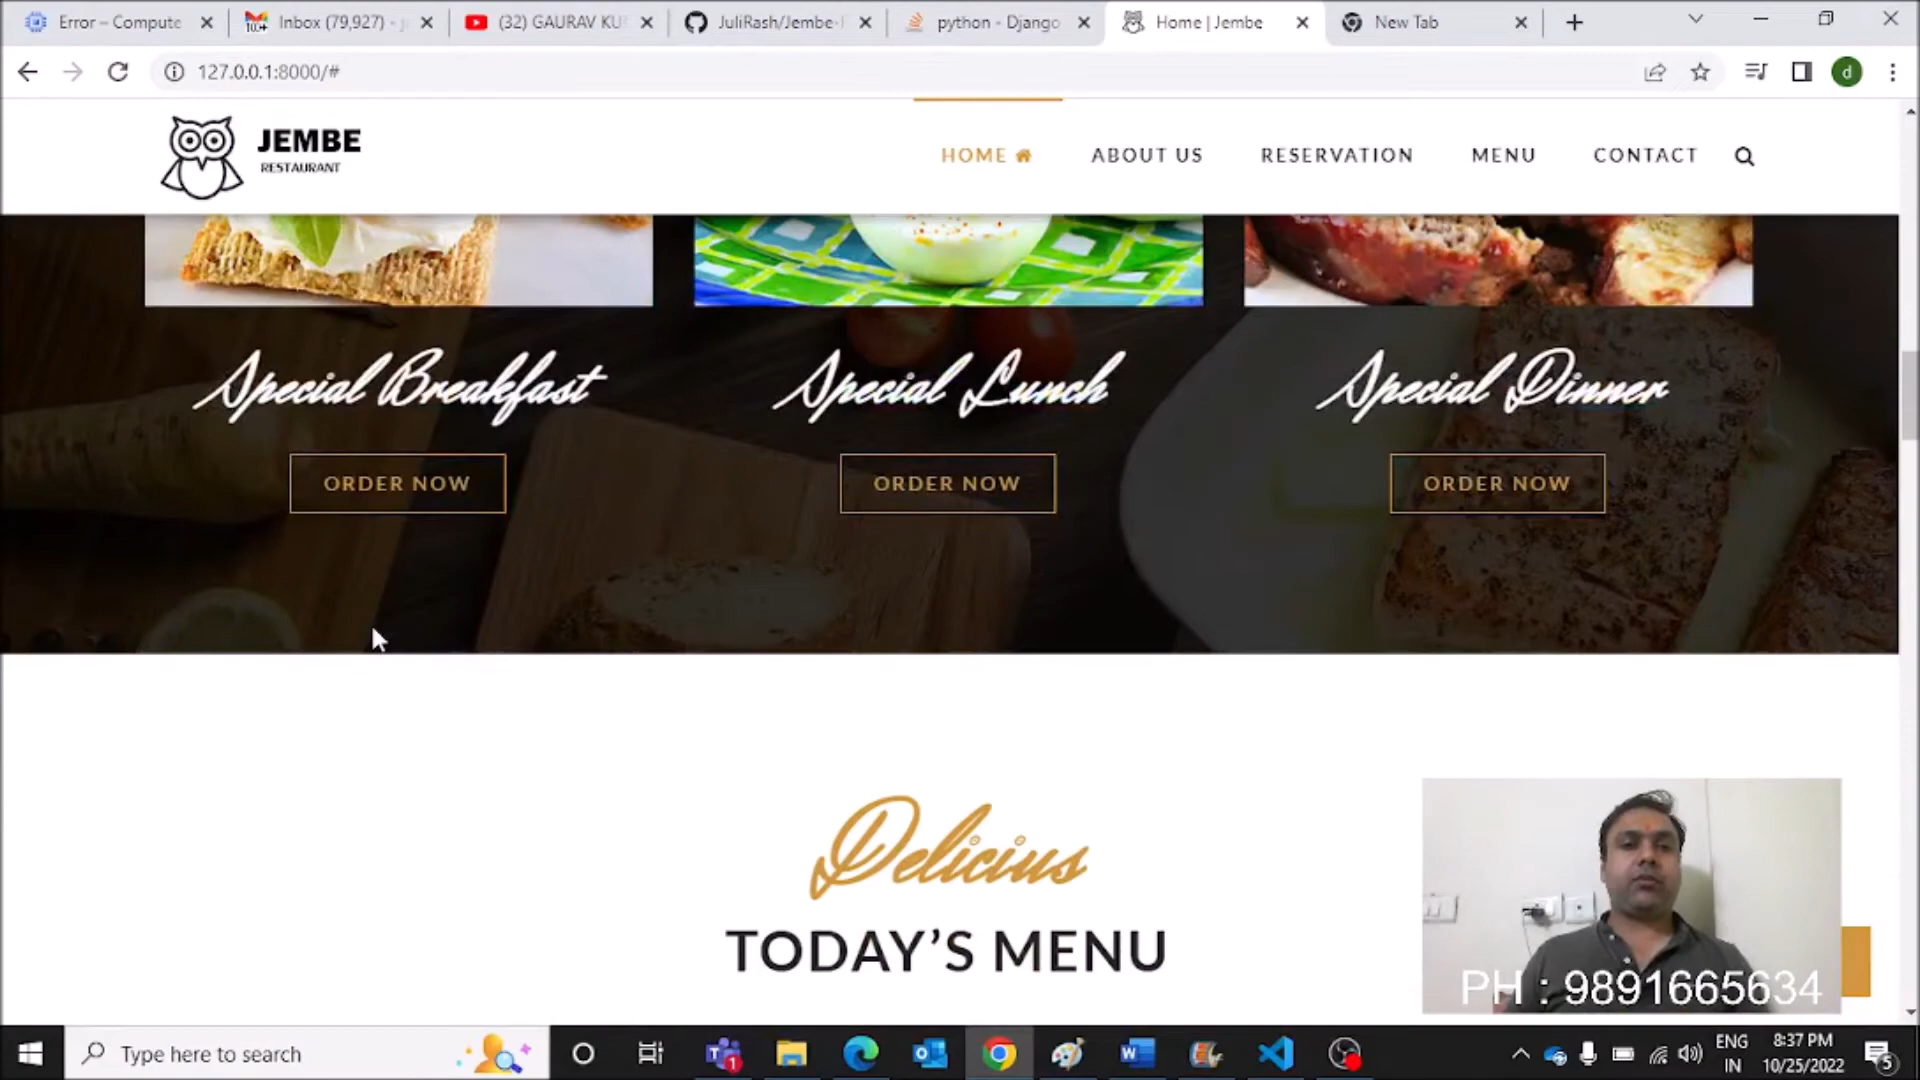 Error – Compute
Inbox (79,927) - j
(32) GAURAV KU
JuliRash/Jembe-
python - Django
Home | Jembe
New Tab
127.0.0.1:8000/#
d
JEMBE
RESTAURANT
HOME
ABOUT US
RESERVATION
MENU
CONTACT
Special Breakfast
Special Lunch
Special Dinner
ORDER NOW
ORDER NOW
ORDER NOW
Delicius
TODAY’S MENU
PH : 9891665634
Type here to search
1
ENG
IN
8:37 PM
10/25/2022
5